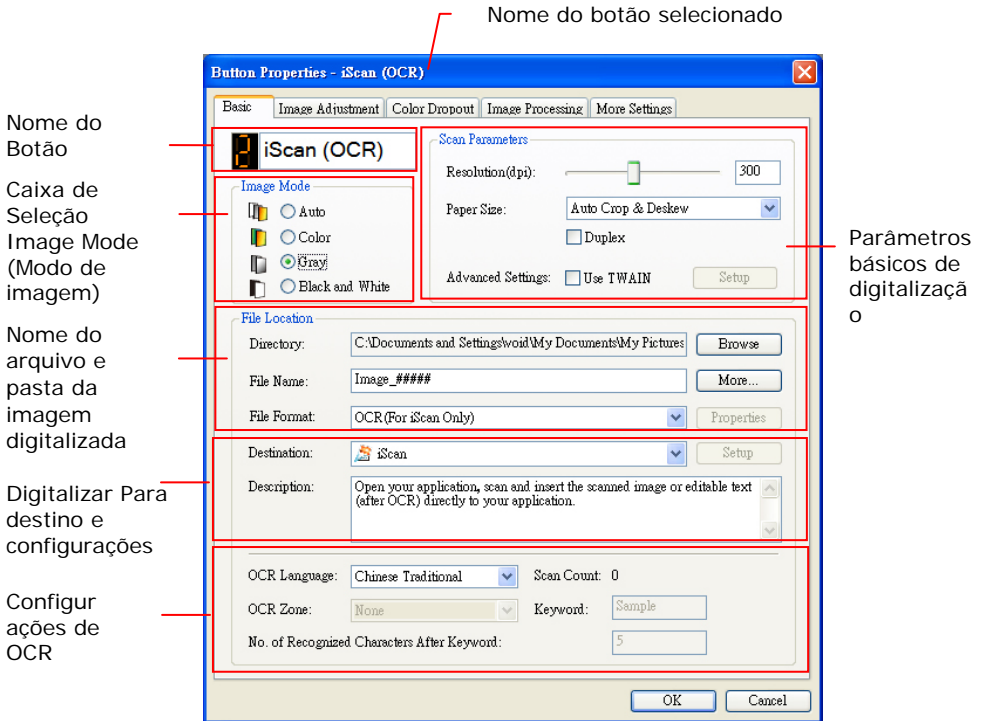 Nome do botão selecionado
Button Properties - iScan (OCR)
Basic
Image Adjustment
Color Dropout
Image Processing
More Settings
Nome do
Botão
2
iScan (OCR)
Caixa de
Seleção
Image Mode
(Modo de
imagem)
Image Mode
Auto
Color
Gray
Black and White
Scan Parameters
Resolution(dpi):
300
Paper Size:
Auto Crop & Deskew
Duplex
Advanced Settings:
Use TWAIN
Setup
Parâmetros
básicos de
digitalizaçã
o
Nome do
arquivo e
pasta da
imagem
digitalizada
File Location
Directory:
C:\Documents and Settings\void\My Documents\My Pictures
Browse
File Name:
Image_#####
More...
File Format:
OCR(For iScan Only)
Properties
Digitalizar Para
destino e
configurações
Destination:
iScan
Setup
Description:
Open your application, scan and insert the scanned image or editable text
(after OCR) directly to your application.
Configur
ações de
OCR
OCR Language:
Chinese Traditional
Scan Count: 0
OCR Zone:
None
Keyword:
Sample
No. of Recognized Characters After Keyword:
5
OK
Cancel